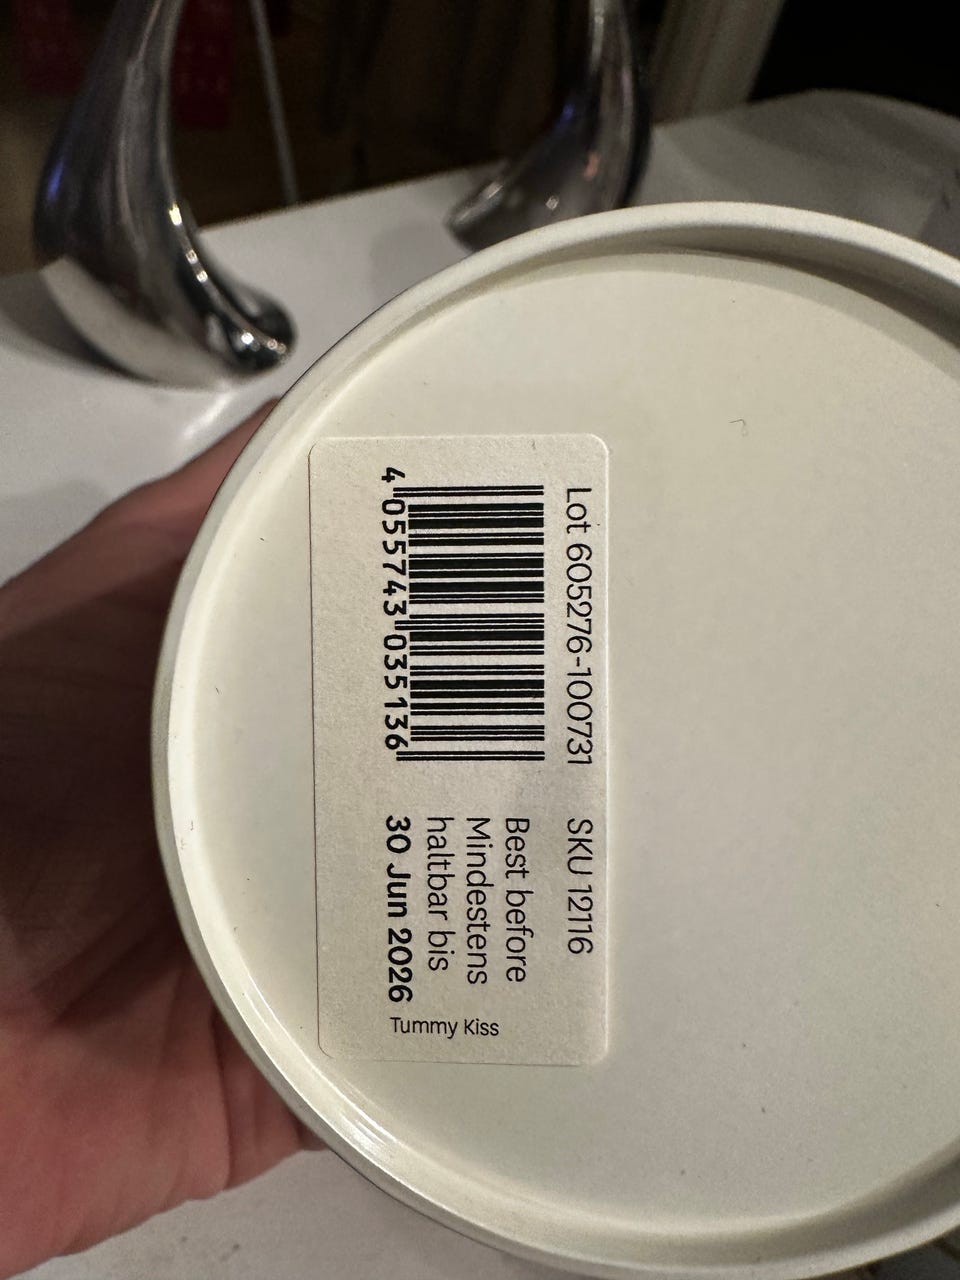 Lot 605276-100731
SKU 12116
4 055743 035136
Best before
Mindestens
haltbar bis
30 Jun 2026
Tummy Kiss